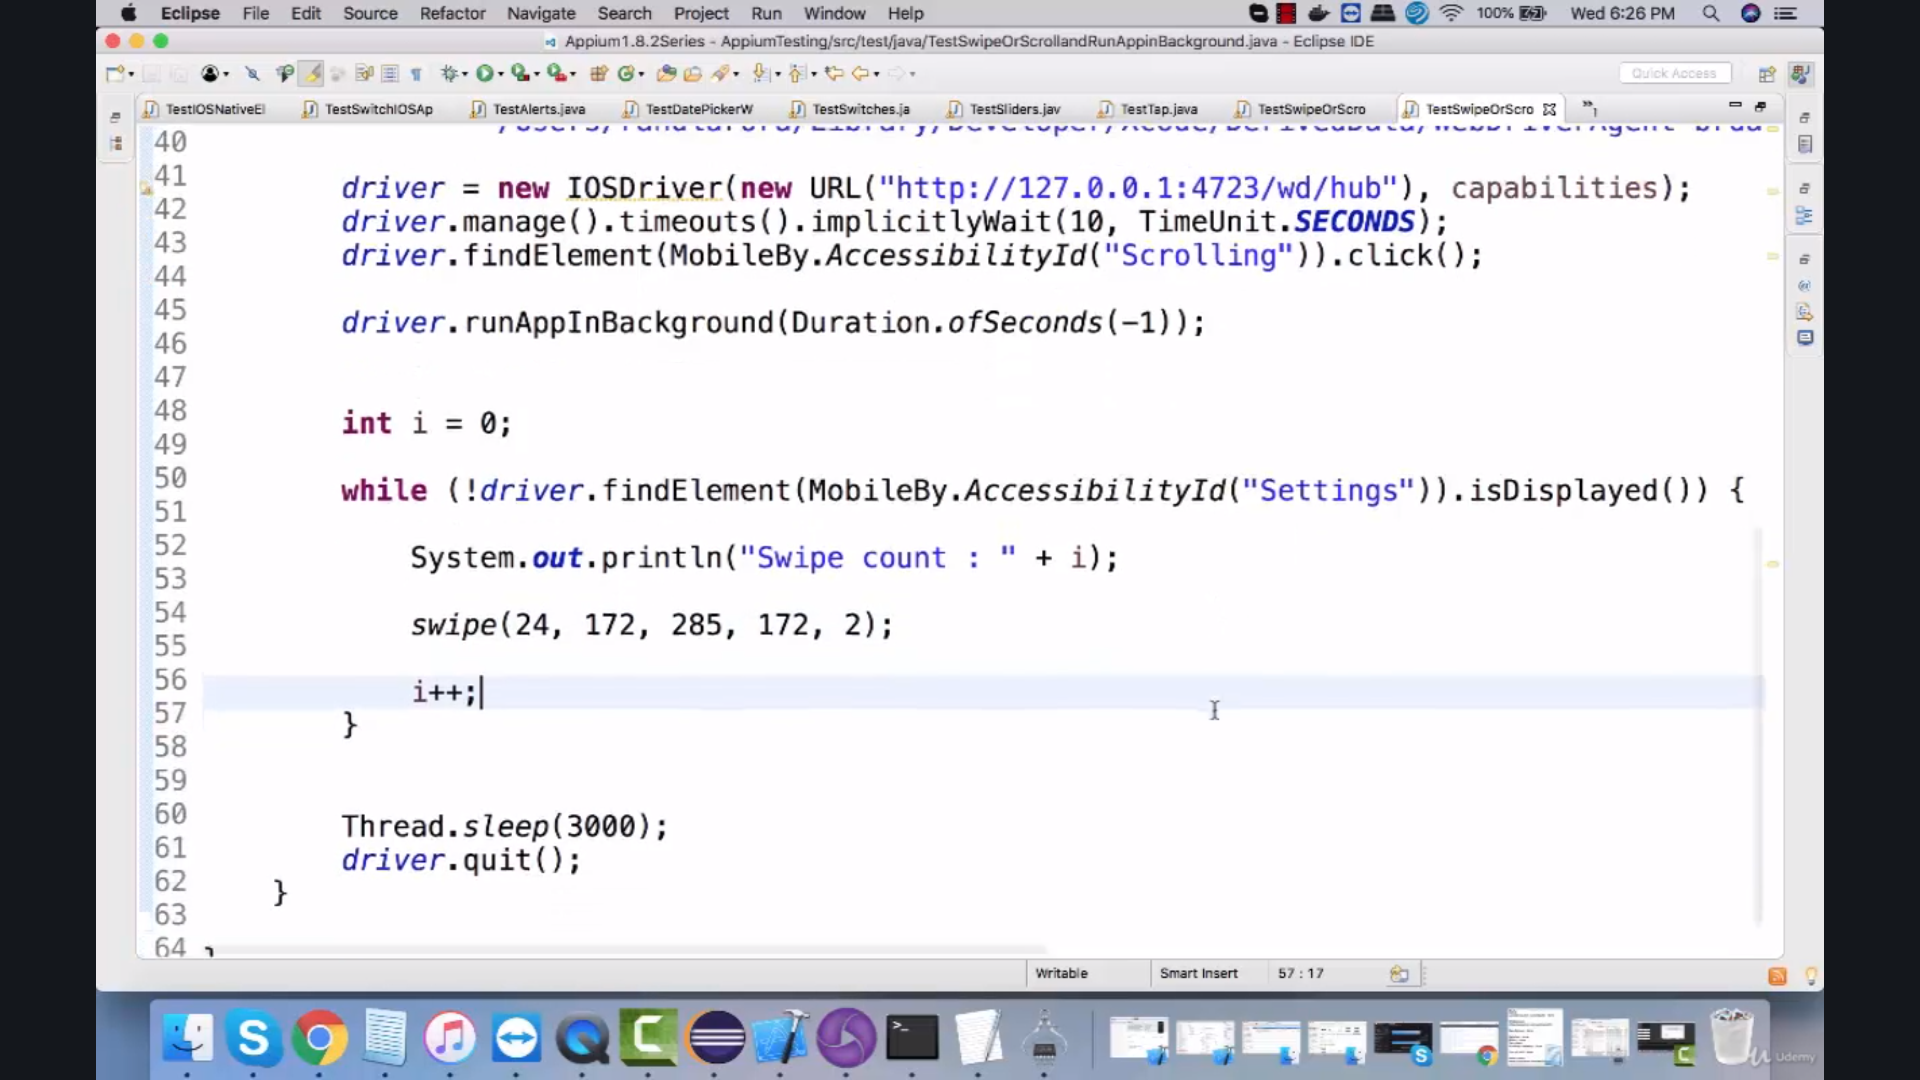 Eclipse File Edit Source Refactor Navigate Search Project Run Window Help 100% Wed 6:26 PM
Appium1.8.2Series - AppiumTesting/src/test/java/TestSwipeOrScrollandRunAppinBackground.java - Eclipse IDE
Quick Access
TestIOSNativeEl TestSwitchIOSAp TestAlerts.java TestDatePickerW TestSwitches.ja TestSliders.jav TestTap.java TestSwipeOrScro TestSwipeOrScro
40
41 driver = new IOSDriver(new URL("http://127.0.0.1:4723/wd/hub"), capabilities);
42 driver.manage().timeouts().implicitlyWait(10, TimeUnit.SECONDS);
43 driver.findElement(MobileBy.AccessibilityId("Scrolling")).click();
44
45 driver.runAppInBackground(Duration.ofSeconds(-1));
46
47
48 int i = 0;
49
50 while (!driver.findElement(MobileBy.AccessibilityId("Settings")).isDisplayed()) {
51
52 System.out.println("Swipe count : " + i);
53
54 swipe(24, 172, 285, 172, 2);
55
56 i++;
57 }
58
59
60 Thread.sleep(3000);
61 driver.quit();
62 }
63
64
Writable Smart Insert 57 : 17
Udemy